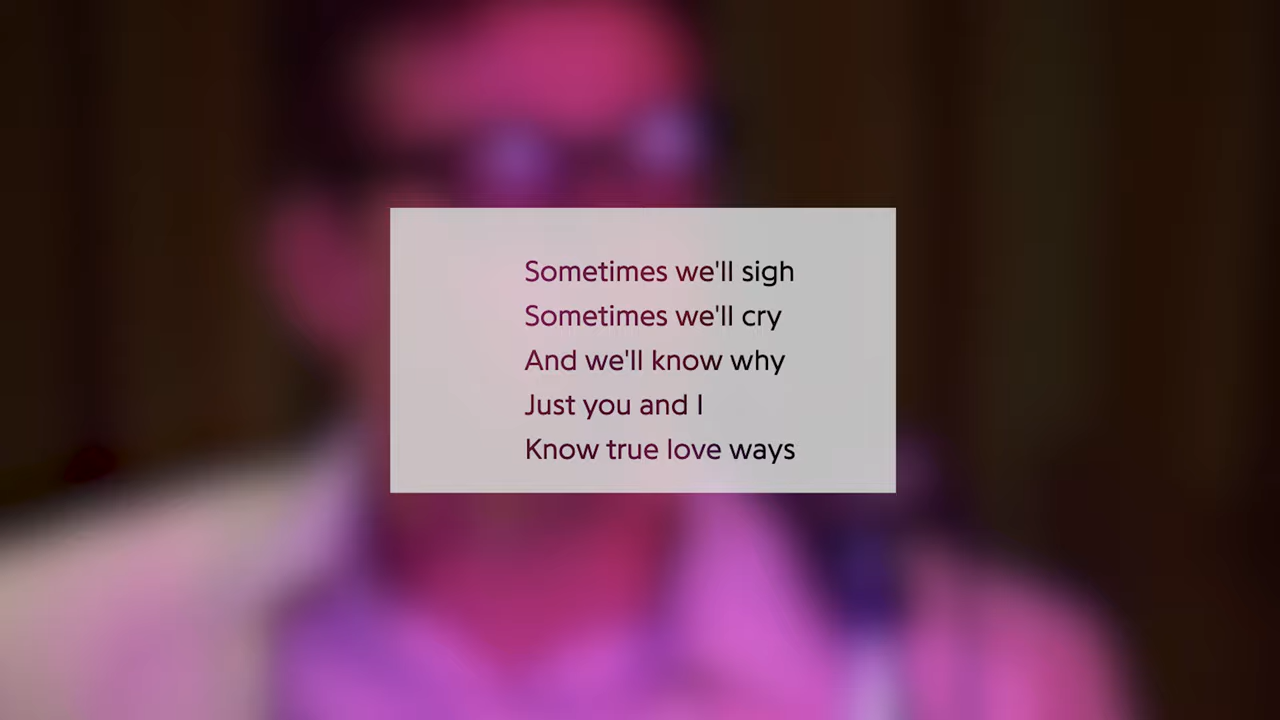 Sometimes we'll sigh
Sometimes we'll cry
And we'll know why
Just you and I
Know true love ways